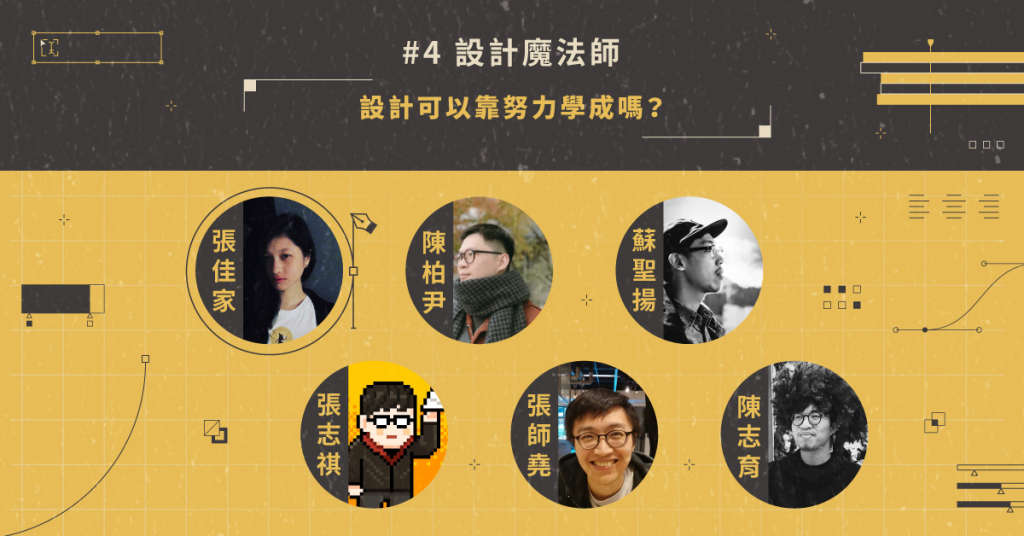 #4 設計魔法師
設計可以靠努力學成嗎？
張佳家
陳柏尹
蘇聖揚
張志祺
張師堯
陳志育